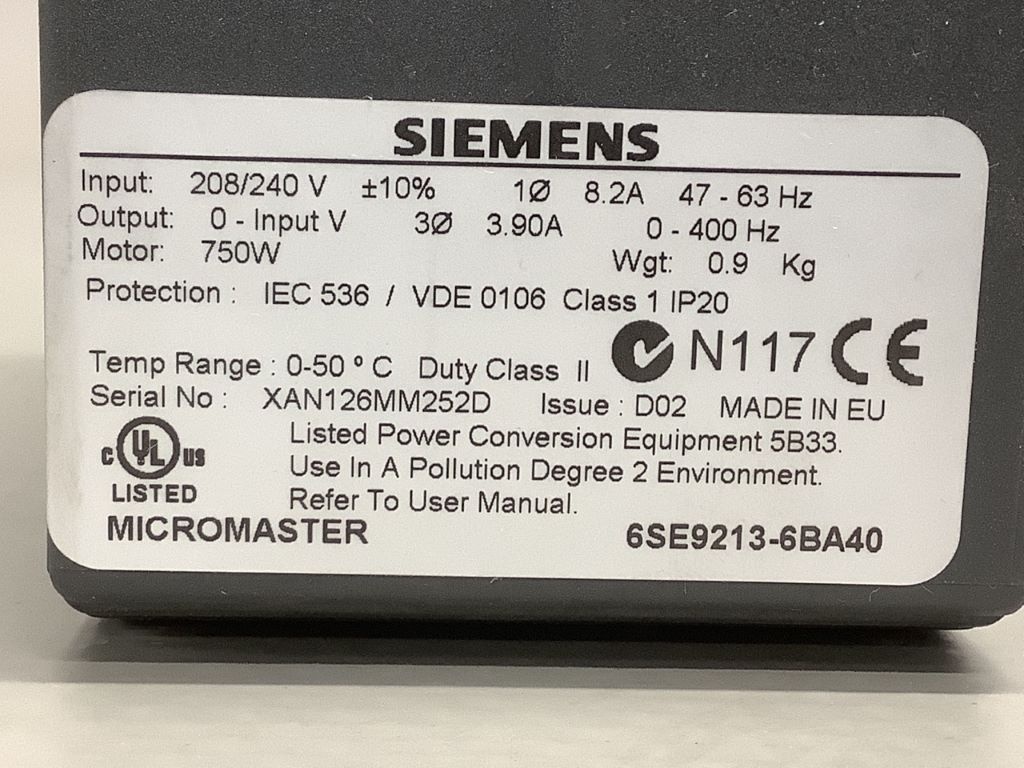 SIEMENS
Input: 208/240 V ±10% 1Ø 8.2A 47 - 63 Hz
Output: 0 - Input V 3Ø 3.90A 0 - 400 Hz
Motor: 750W Wgt: 0.9 Kg
Protection : IEC 536 / VDE 0106 Class 1 IP20
N117 CE
Temp Range : 0-50 º C Duty Class II
Serial No : XAN126MM252D Issue : D02 MADE IN EU
Listed Power Conversion Equipment 5B33.
C UL US
Use In A Pollution Degree 2 Environment.
LISTED
Refer To User Manual.
MICROMASTER 6SE9213-6BA40